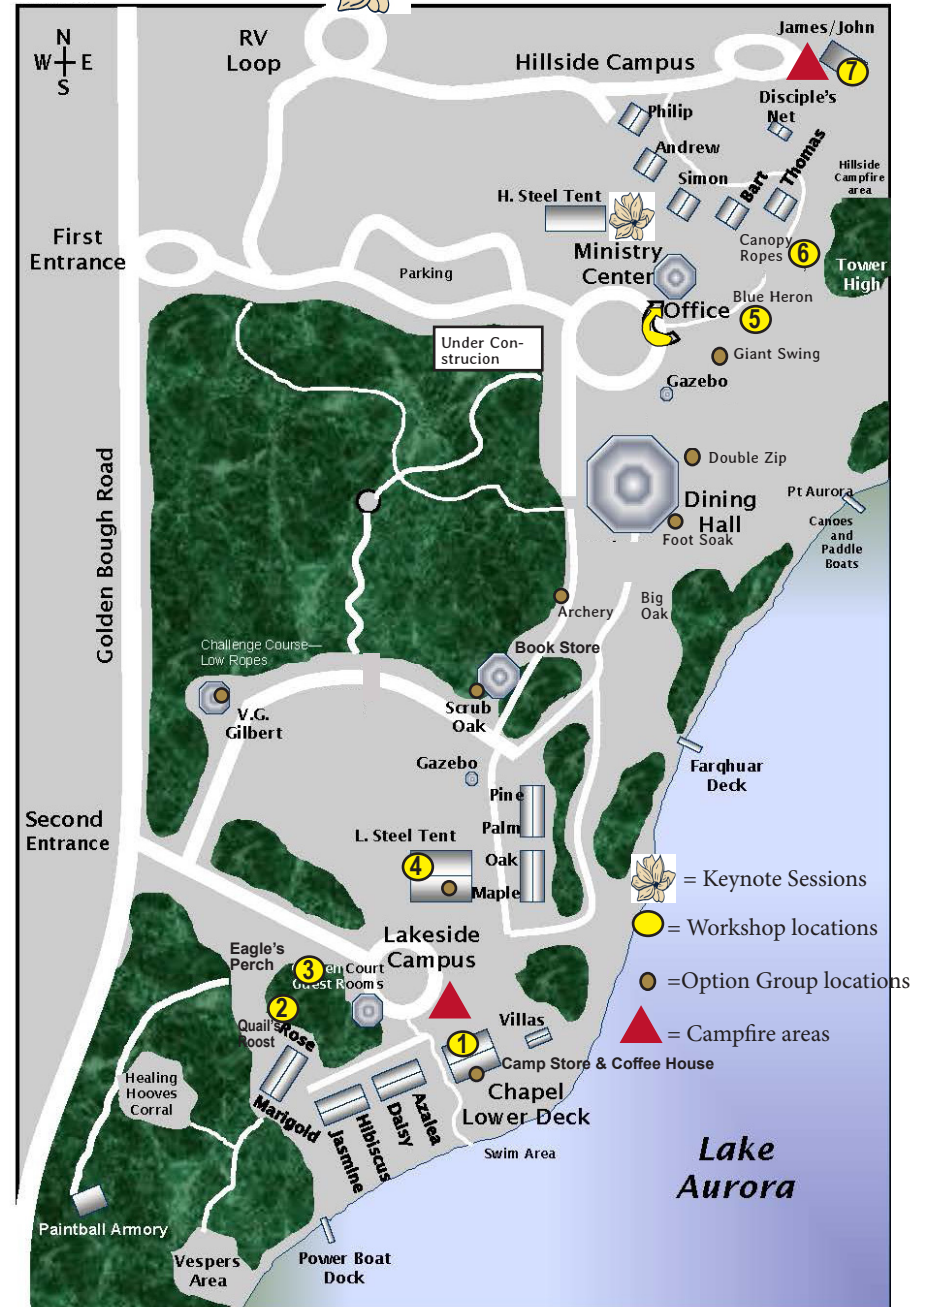 James/John
7
N
W E
S
RV
Loop
Hillside Campus
Disciple's
Net
Philip
Andrew
Simon
Bart
Thomas
Hillside
Campfire
area
H. Steel Tent
First
Entrance
Ministry
Center
Canopy
Ropes
6
Tower
High
Parking
Office
Blue Heron
5
Under Con-
strucion
Giant Swing
Gazebo
Double Zip
Dining
Hall
Foot Soak
Pt Aurora
Canoes
and
Paddle
Boats
Golden Bough Road
Archery
Big
Oak
Challenge Course—
Low Ropes
Book Store
V.G.
Gilbert
Scrub
Oak
Gazebo
Farqhuar
Deck
Pine
Palm
Second
Entrance
L. Steel Tent
4
Oak
Maple
= Keynote Sessions
= Workshop locations
=Option Group locations
= Campfire areas
Lakeside
Campus
Eagle's
Perch
3
Court
Guest Rooms
2
Quail's
Roost
Rose
Marigold
Villas
1
Camp Store & Coffee House
Chapel
Lower Deck
Healing
Hooves
Corral
Jasmine
Hibiscus
Daisy
Azalea
Swim Area
Lake
Aurora
Paintball Armory
Vespers
Area
Power Boat
Dock